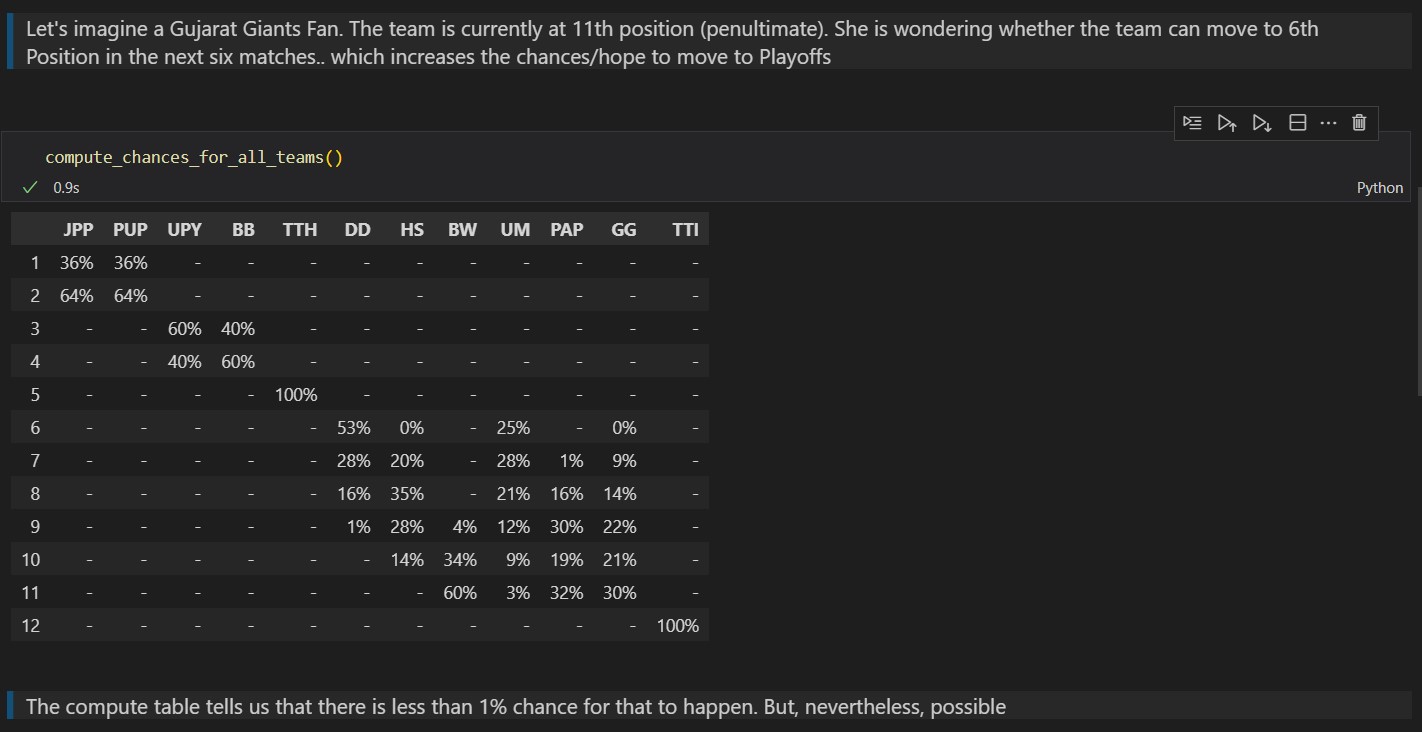 Let's imagine a Gujarat Giants Fan. The team is currently at 11th position (penultimate). She is wondering whether the team can move to 6th
Position in the next six matches.. which increases the chances/hope to move to Playoffs
compute_chances_for_all_teams()
0.9s
Python
JPP PUP UPY BB TTH DD HS BW UM PAP GG TTI
1 36% 36% - - - - - - - - - -
2 64% 64% - - - - - - - - - -
3 - - 60% 40% - - - - - - - -
4 - - 40% 60% - - - - - - - -
5 - - - - 100% - - - - - - -
6 - - - - - 53% 0% - 25% - 0% -
7 - - - - - 28% 20% - 28% 1% 9% -
8 - - - - - 16% 35% - 21% 16% 14% -
9 - - - - - 1% 28% 4% 12% 30% 22% -
10 - - - - - - 14% 34% 9% 19% 21% -
11 - - - - - - - 60% 3% 32% 30% -
12 - - - - - - - - - - - 100%
The compute table tells us that there is less than 1% chance for that to happen. But, nevertheless, possible